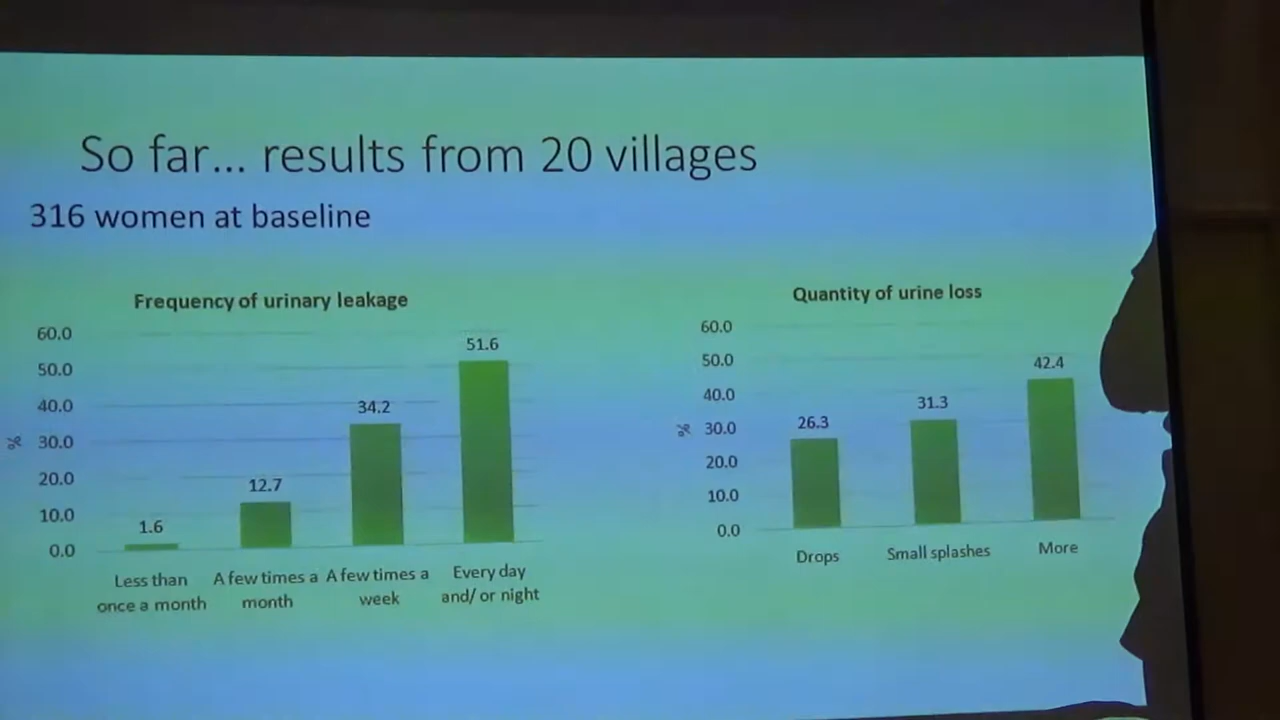 So far... results from 20 villages
316 women at baseline
Frequency of urinary leakage
60.0
50.0
40.0
30.0
20.0
10.0
0.0
%
1.6
12.7
34.2
51.6
Less than
once a month
A few times a
month
A few times a
week
Every day
and/ or night
Quantity of urine loss
60.0
50.0
40.0
30.0
20.0
10.0
0.0
%
26.3
31.3
42.4
Drops
Small splashes
More